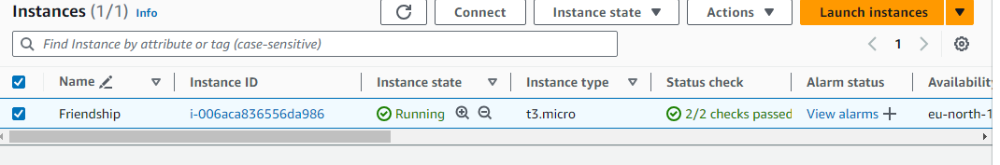 Instances (1/1) Info Connect Instance state Actions Launch instances
Find Instance by attribute or tag (case-sensitive) 1
Name Instance ID Instance state Instance type Status check Alarm status Availability
Friendship i-006aca836556da986 Running t3.micro 2/2 checks passed View alarms eu-north-1